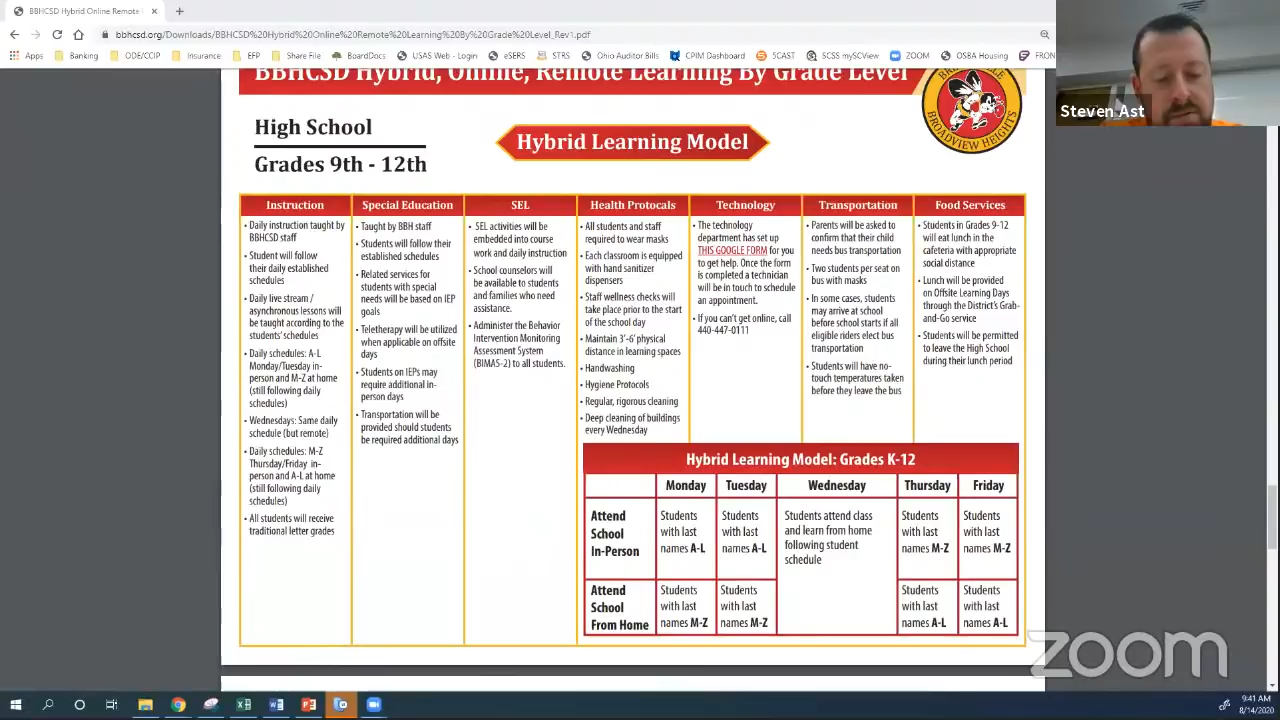 BBHCSD Hybrid Online Remote
bbhcsd.org/Downloads/BBHCSD%20Hybrid%20Online%20Remote%20Learning%20By%20Grade%20Level_Rev1.pdf
Apps Banking ODE/CCIP Insurance EFP Share File BoardDocs USAS Web - Login eSERS STRS Ohio Auditor Bills CPIM Dashboard 5CAST SCSS mySCView ZOOM OSBA Housing FRON
Steven Ast
BBHCSD Hybrid, Online, Remote Learning By Grade Level
High School
Grades 9th - 12th
Hybrid Learning Model
BROADVIEW HEIGHTS
Instruction
• Daily instruction taught by
BBHCSD staff
• Student will follow
their daily established
schedules
• Daily live stream /
asynchronous lessons will
be taught according to the
students' schedules
• Daily schedules: A-L
Monday/Tuesday in-
person and M-Z at home
(still following daily
schedules)
• Wednesdays: Same daily
schedule (but remote)
• Daily schedules: M-Z
Thursday/Friday in-
person and A-L at home
(still following daily
schedules)
• All students will receive
traditional letter grades
Special Education
• Taught by BBH staff
• Students will follow their
established schedules
• Related services for
students with special
needs will be based on IEP
goals
• Teletherapy will be utilized
when applicable on offsite
days
• Students on IEPs may
require additional in-
person days
• Transportation will be
provided should students
be required additional days
SEL
• SEL activities will be
embedded into course
work and daily instruction
• School counselors will
be available to students
and families who need
assistance.
• Administer the Behavior
Intervention Monitoring
Assessment System
(BIMAS-2) to all students.
Health Protocals
• All students and staff
required to wear masks
• Each classroom is equipped
with hand sanitizer
dispensers
• Staff wellness checks will
take place prior to the start
of the school day
• Maintain 3'-6' physical
distance in learning spaces
• Handwashing
• Hygiene Protocols
• Regular, rigorous cleaning
• Deep cleaning of buildings
every Wednesday
Technology
• The technology
department has set up
THIS GOOGLE FORM for you
to get help. Once the form
is completed a technician
will be in touch to schedule
an appointment.
• If you can't get online, call
440-447-0111
Transportation
• Parents will be asked to
confirm that their child
needs bus transportation
• Two students per seat on
bus with masks
• In some cases, students
may arrive at school
before school starts if all
eligible riders elect bus
transportation
• Students will have no-
touch temperatures taken
before they leave the bus
Food Services
• Students in Grades 9-12
will eat lunch in the
cafeteria with appropriate
social distance
• Lunch will be provided
on Offsite Learning Days
through the District's Grab-
and-Go service
• Students will be permitted
to leave the High School
during their lunch period
Hybrid Learning Model: Grades K-12
Monday Tuesday Wednesday Thursday Friday
Attend
School
In-Person
Students
with last
names A-L
Students
with last
names A-L
Students attend class
and learn from home
following student
schedule
Students
with last
names M-Z
Students
with last
names M-Z
Attend
School
From Home
Students
with last
names M-Z
Students
with last
names M-Z
Students
with last
names A-L
Students
with last
names A-L
zoom
9:41 AM
8/14/2020